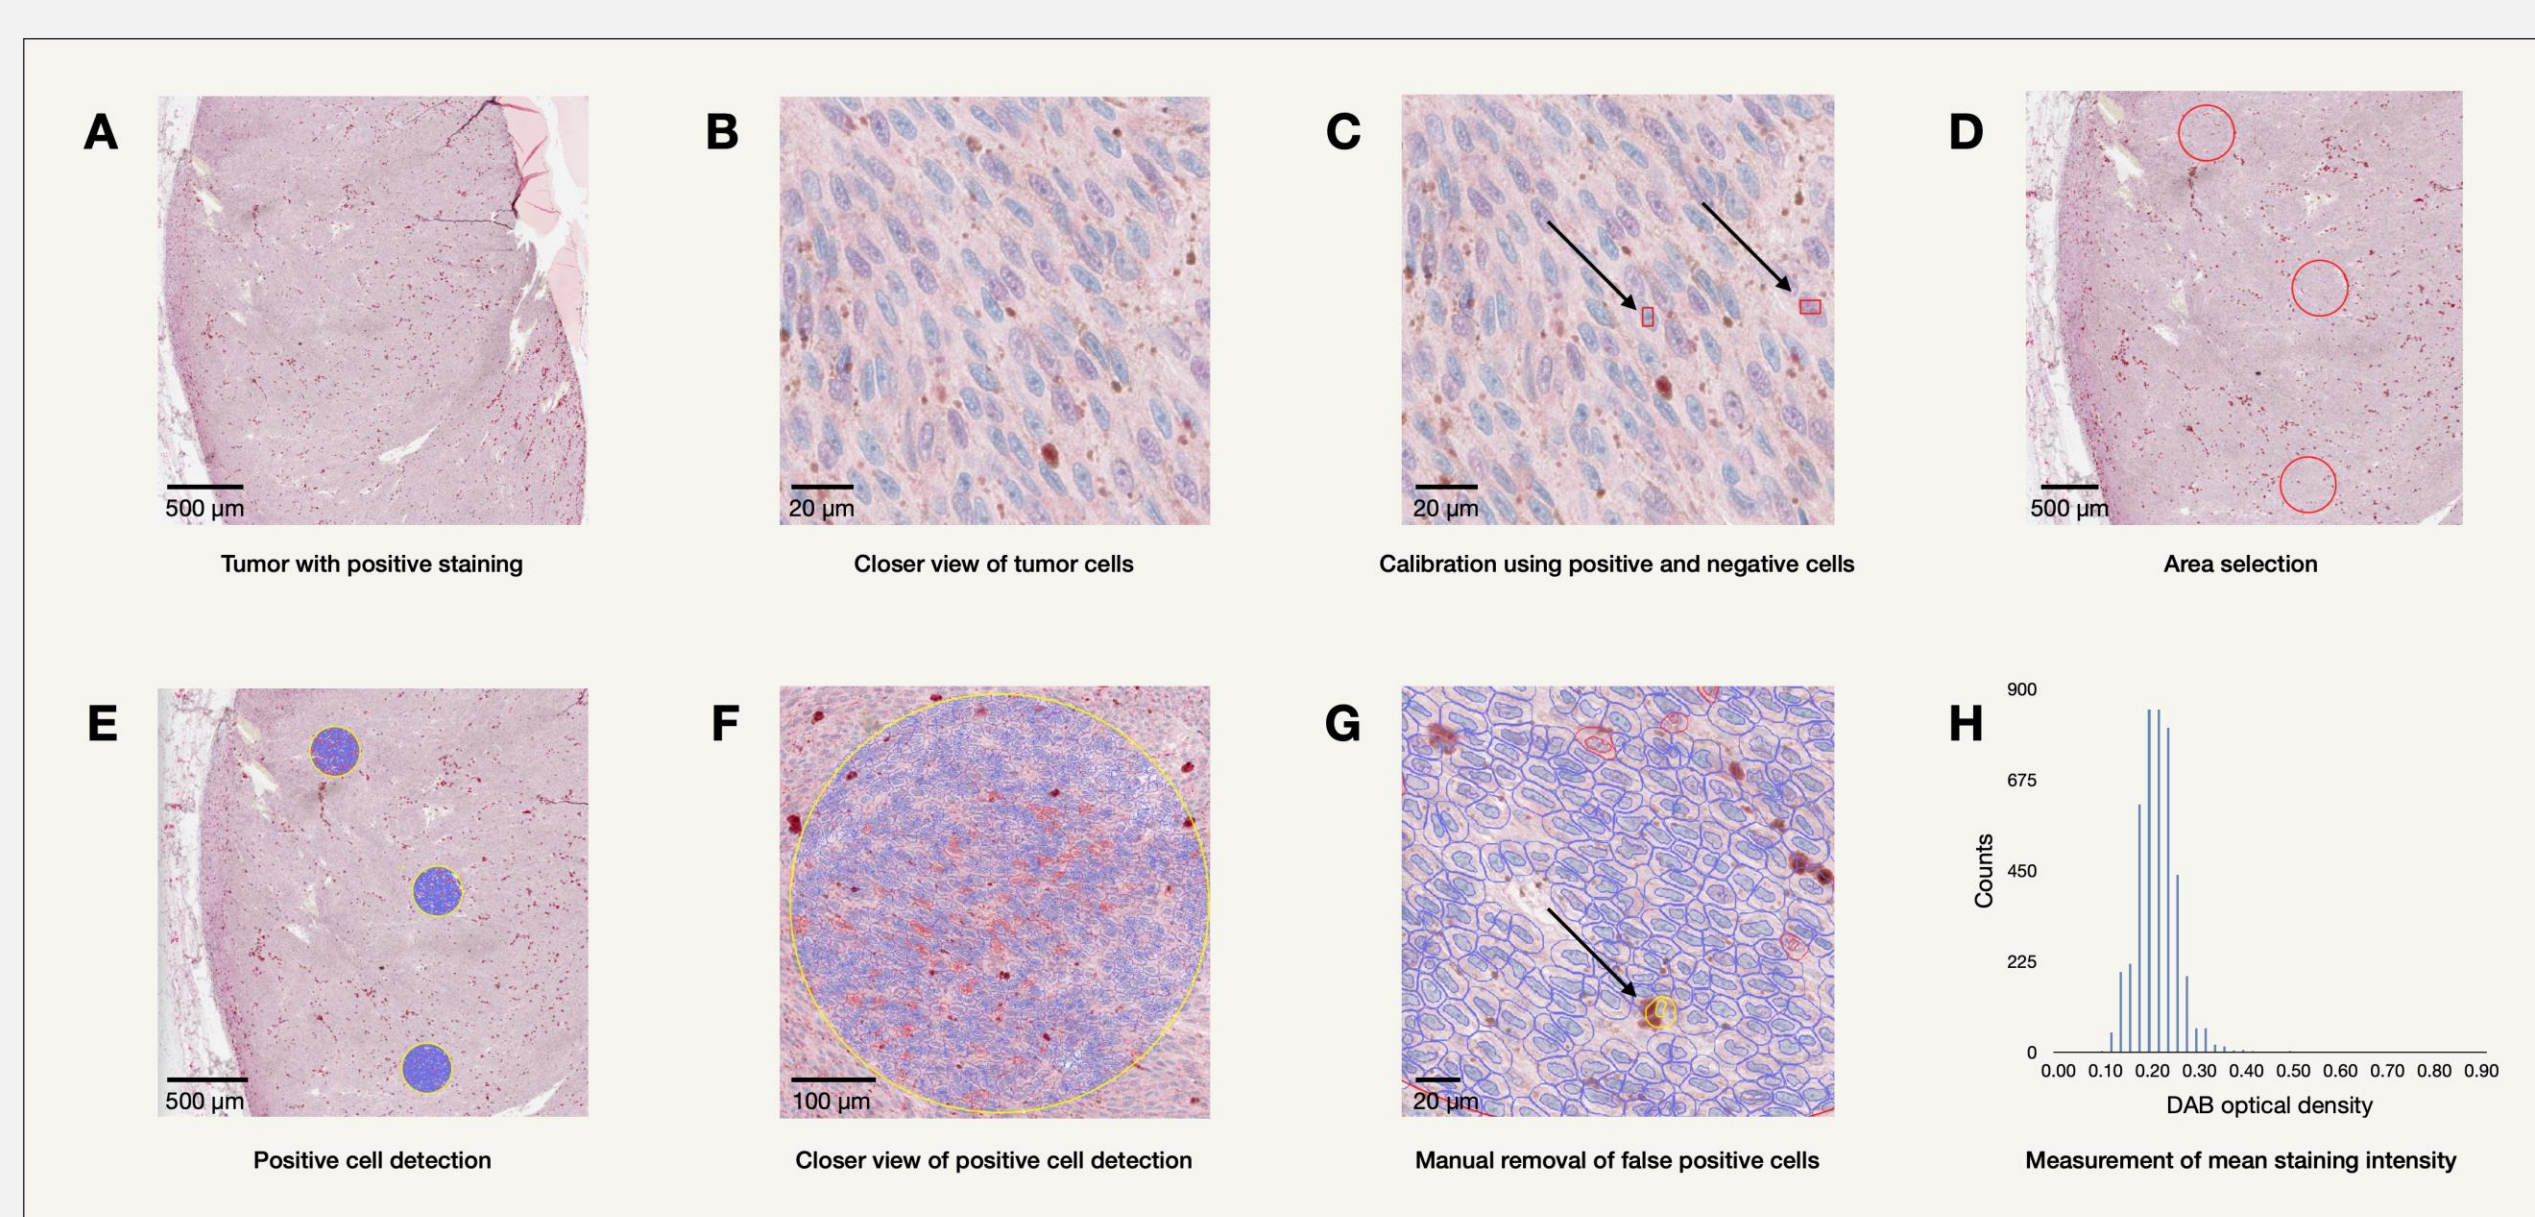 A
500 µm
Tumor with positive staining
B
20 µm
Closer view of tumor cells
C
20 µm
Calibration using positive and negative cells
D
500 µm
Area selection
E
500 µm
Positive cell detection
F
100 µm
Closer view of positive cell detection
G
20 µm
Manual removal of false positive cells
H
900
675
450
225
0
Counts
0.00 0.10 0.20 0.30 0.40 0.50 0.60 0.70 0.80 0.90
DAB optical density
Measurement of mean staining intensity